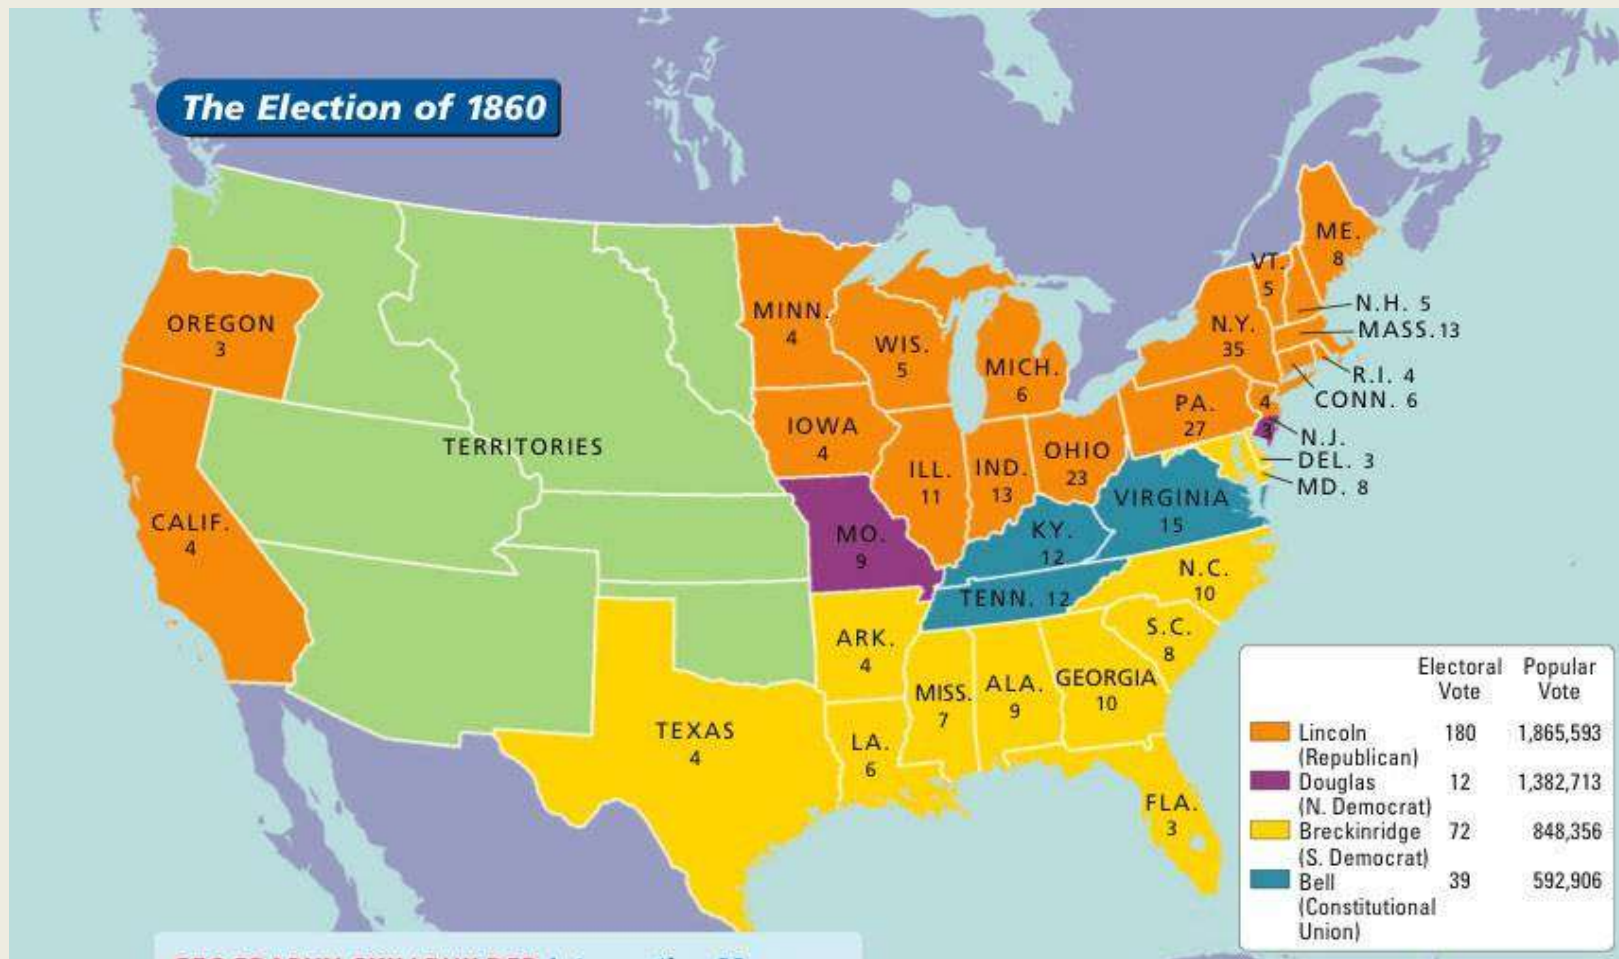 The Election of 1860
OREGON
3
CALIF.
4
TERRITORIES
MINN.
4
IOWA
4
MO.
9
WIS.
5
ILL.
11
MICH.
6
IND.
13
OHIO
23
KY.
12
TENN. 12
VIRGINIA
15
PA.
27
N.Y.
35
VT.
5
ME.
8
N.H. 5
MASS. 13
R.I. 4
CONN. 6
4
3
N.J.
DEL. 3
MD. 8
N.C.
10
S.C.
8
GEORGIA
10
ALA.
9
MISS.
7
ARK.
4
LA.
6
TEXAS
4
FLA.
3
Electoral Vote Popular Vote
Lincoln (Republican) 180 1,865,593
Douglas (N. Democrat) 12 1,382,713
Breckinridge (S. Democrat) 72 848,356
Bell (Constitutional Union) 39 592,906